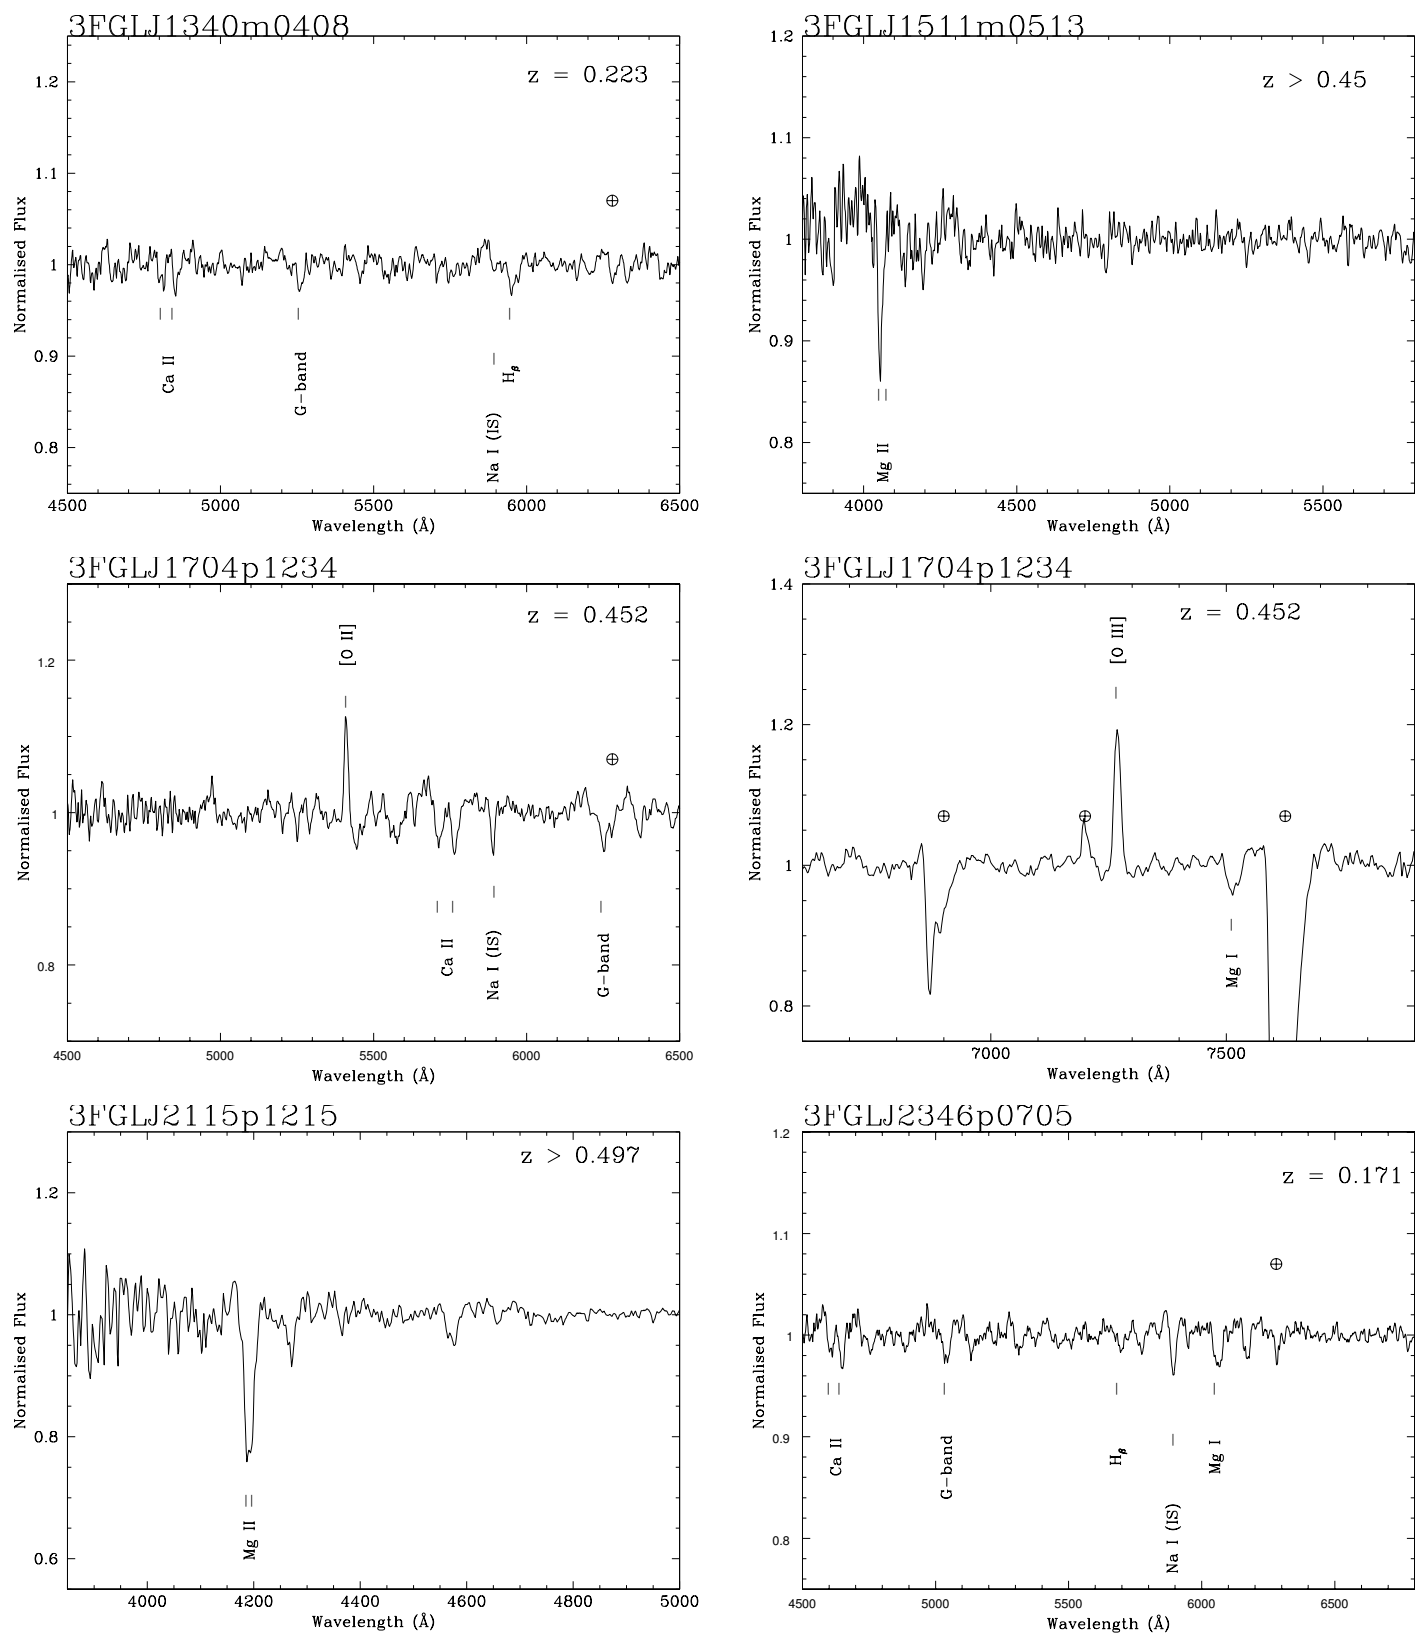 3FGLJ1340m0408
z = 0.223
⊕
1.2
1.1
1
0.9
0.8
Normalised Flux
Ca II
G-band
Na I (IS)
Hβ
4500 5000 5500 6000 6500
Wavelength (Å)
3FGLJ1511m0513
z > 0.45
1.2
1.1
1
0.9
0.8
Normalised Flux
Mg II
4000 4500 5000 5500
Wavelength (Å)
3FGLJ1704p1234
z = 0.452
[O II]
⊕
1.2
1
0.8
Normalised Flux
Ca II
Na I (IS)
G-band
4500 5000 5500 6000 6500
Wavelength (Å)
3FGLJ1704p1234
z = 0.452
[O III]
⊕ ⊕ ⊕
1.4
1.2
1
0.8
Normalised Flux
Mg I
7000 7500
Wavelength (Å)
3FGLJ2115p1215
z > 0.497
1.2
1
0.8
0.6
Normalised Flux
Mg II
4000 4200 4400 4600 4800 5000
Wavelength (Å)
3FGLJ2346p0705
z = 0.171
⊕
1.2
1.1
1
0.9
0.8
Normalised Flux
Ca II
G-band
Hβ
Na I (IS)
Mg I
4500 5000 5500 6000 6500
Wavelength (Å)